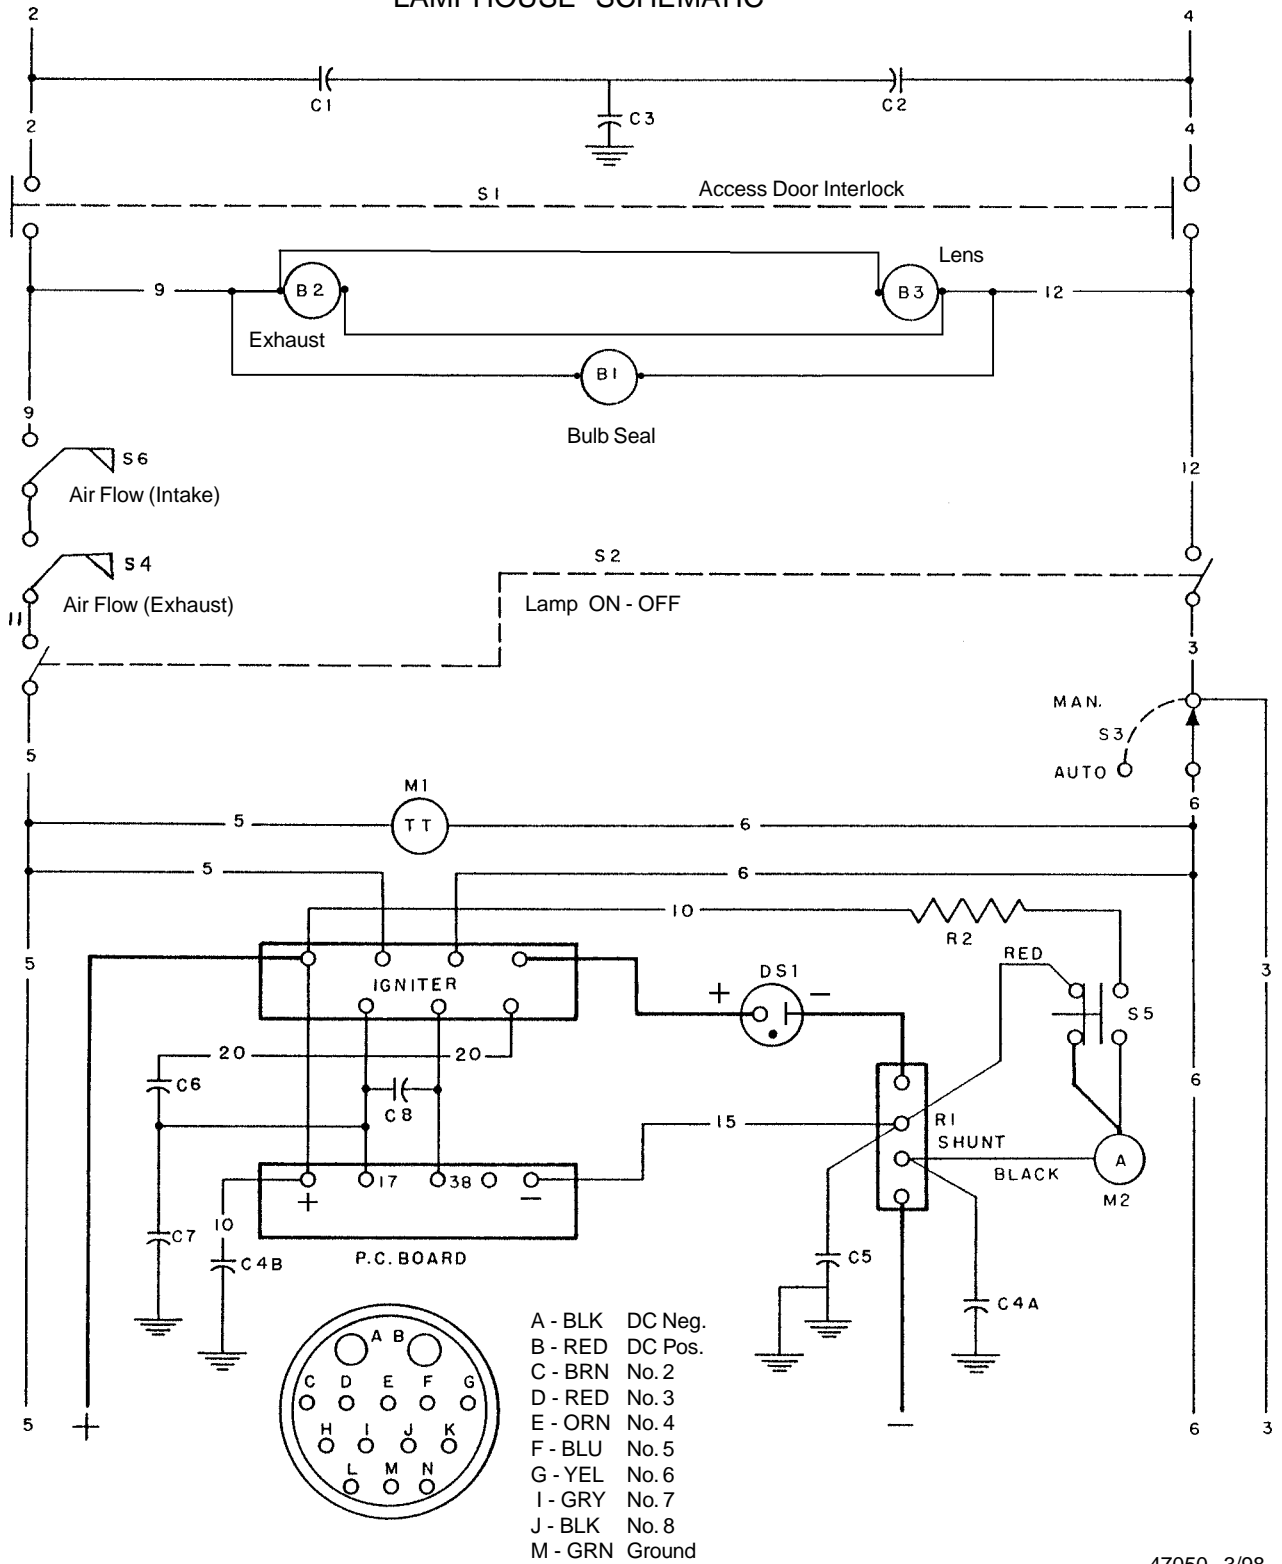 LAMPHOUSE SCHEMATIC
2
4
C1
C2
C3
2
4
S1
Access Door Interlock
Lens
9
B2
B3
12
Exhaust
B1
Bulb Seal
9
12
S6
Air Flow (Intake)
S4
S2
Air Flow (Exhaust)
Lamp ON - OFF
11
3
MAN.
S3
AUTO
5
6
M1
5
TT
6
5
6
10
R2
5
RED
3
IGNITER
DS1
+
−
S5
20
20
C6
C8
6
15
R1
SHUNT
BLACK
A
M2
17
38
+
−
10
C7
C4B
P.C. BOARD
C5
C4A
5
+
−
6
3
A B
C D E F G
H I J K
L M N
A - BLK DC Neg.
B - RED DC Pos.
C - BRN No. 2
D - RED No. 3
E - ORN No. 4
F - BLU No. 5
G - YEL No. 6
I - GRY No. 7
J - BLK No. 8
M - GRN Ground